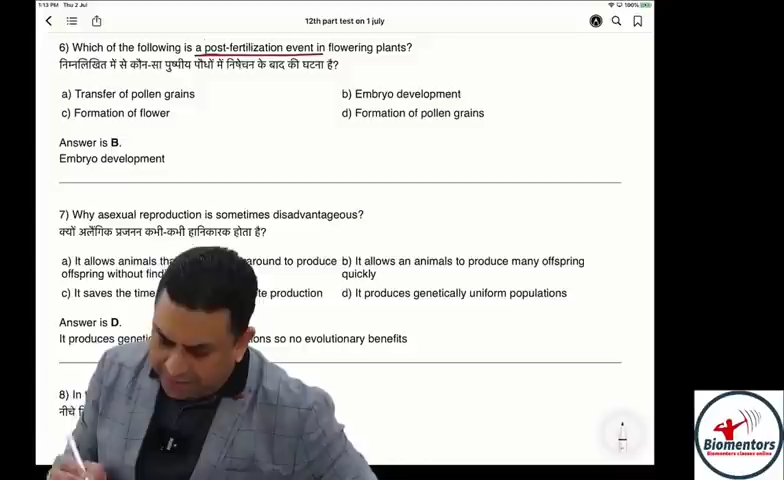 1:13 PM Thu 2 Jul
100%
12th part test on 1 july
6) Which of the following is a post-fertilization event in flowering plants?
निम्नलिखित में से कौन-सा पुष्पीय पौधों में निषेचन के बाद की घटना है?
a) Transfer of pollen grains b) Embryo development
c) Formation of flower d) Formation of pollen grains
Answer is B.
Embryo development
7) Why asexual reproduction is sometimes disadvantageous?
क्यों अलैंगिक प्रजनन कभी-कभी हानिकारक होता है?
a) It allows animals around to produce b) It allows an animals to produce many offspring
offspring without quickly
c) It saves the time production d) It produces genetically uniform populations
Answer is D.
It produces so no evolutionary benefits
8) In
नीचे
Biomentors
Biomentors classes online